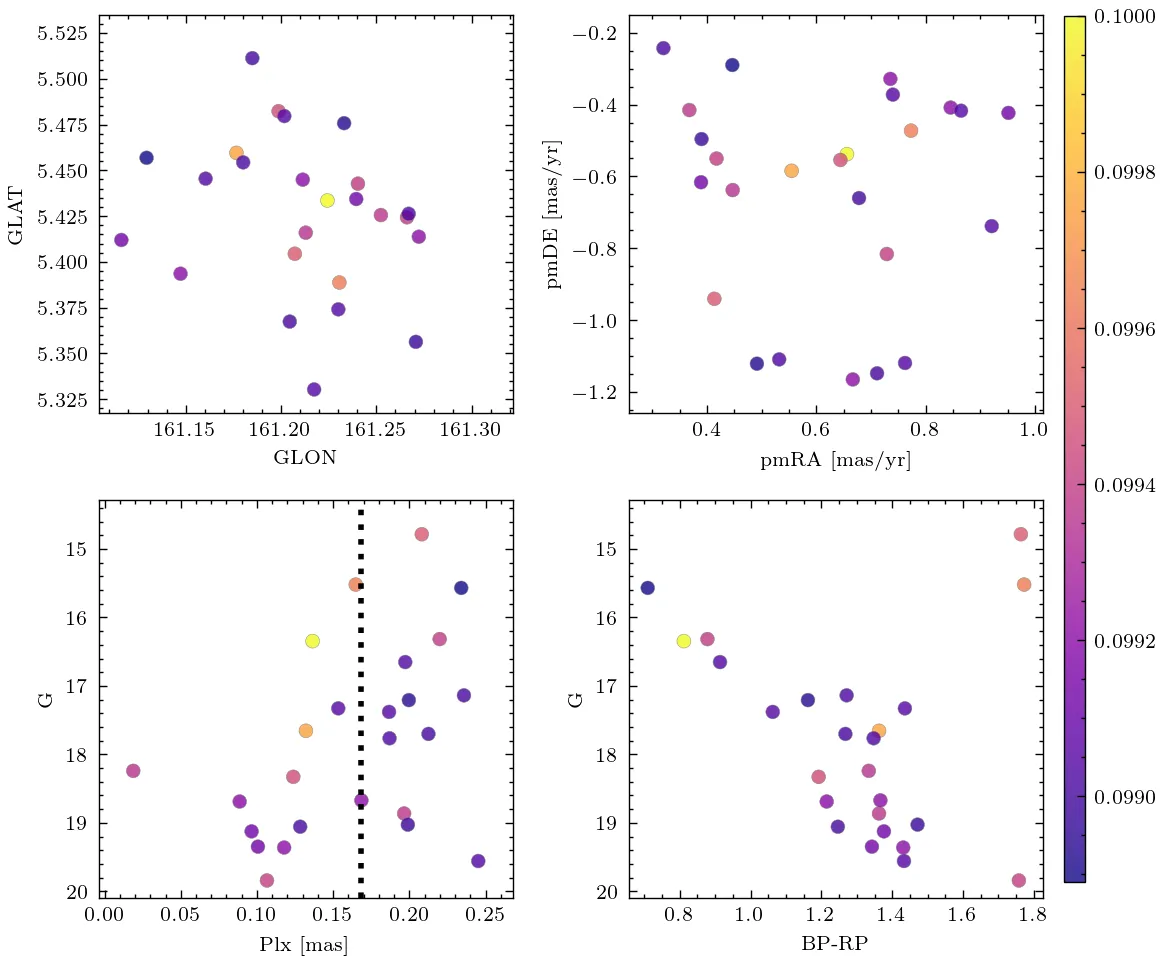 5.525
5.500
5.475
5.450
5.425
5.400
5.375
5.350
5.325
GLAT
161.15 161.20 161.25 161.30
GLON
−0.2
−0.4
−0.6
−0.8
−1.0
−1.2
pmDE [mas/yr]
0.4 0.6 0.8 1.0
pmRA [mas/yr]
0.1000
0.0998
0.0996
0.0994
0.0992
0.0990
15
16
17
18
19
20
G
0.00 0.05 0.10 0.15 0.20 0.25
Plx [mas]
15
16
17
18
19
20
G
0.8 1.0 1.2 1.4 1.6 1.8
BP-RP